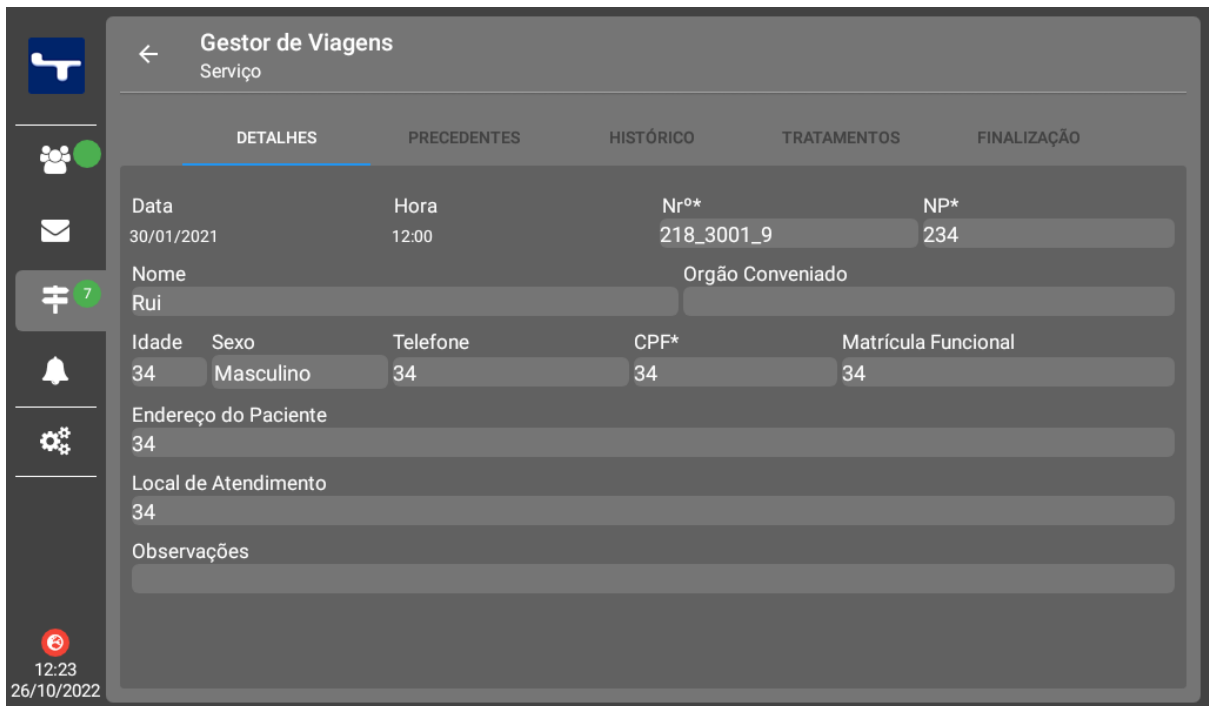 Gestor de Viagens
Serviço
DETALHES PRECEDENTES HISTÓRICO TRATAMENTOS FINALIZAÇÃO
Data Hora Nrº* NP*
30/01/2021 12:00 218_3001_9 234
Nome Orgão Conveniado
Rui
7
Idade Sexo Telefone CPF* Matrícula Funcional
34 Masculino 34 34 34
Endereço do Paciente
34
Local de Atendimento
34
Observações
12:23
26/10/2022